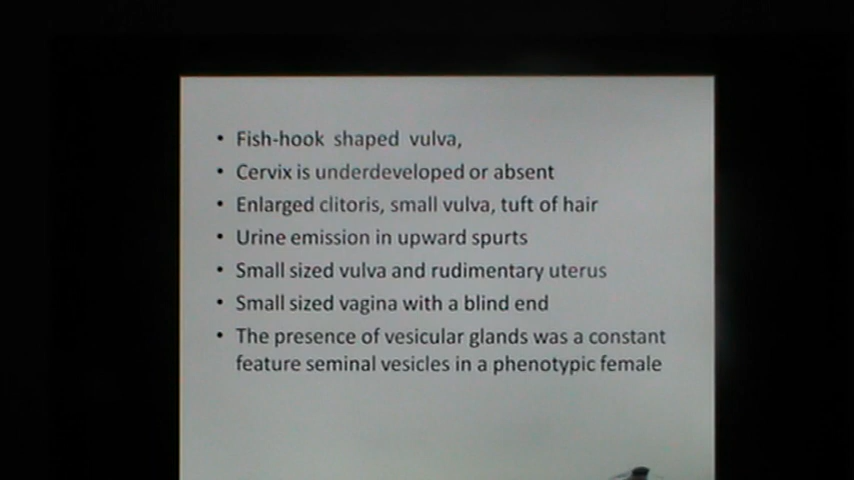 • Fish-hook shaped vulva,
• Cervix is underdeveloped or absent
• Enlarged clitoris, small vulva, tuft of hair
• Urine emission in upward spurts
• Small sized vulva and rudimentary uterus
• Small sized vagina with a blind end
• The presence of vesicular glands was a constant
feature seminal vesicles in a phenotypic female